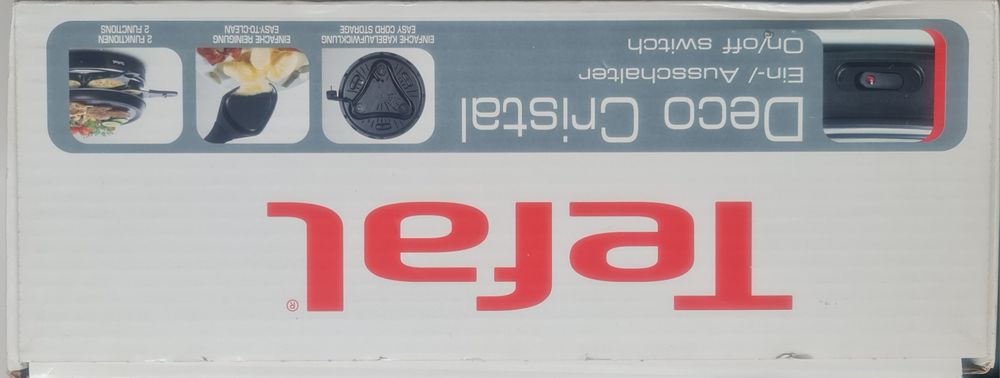 Tefal®
Deco Cristal
Ein-/ Ausschalter
On/off switch
EINFACHE KABELAUFWICKLUNG
EASY CORD STORAGE
EINFACHE REINIGUNG
EASY-TO-CLEAN
2 FUNKTIONEN
2 FUNCTIONS